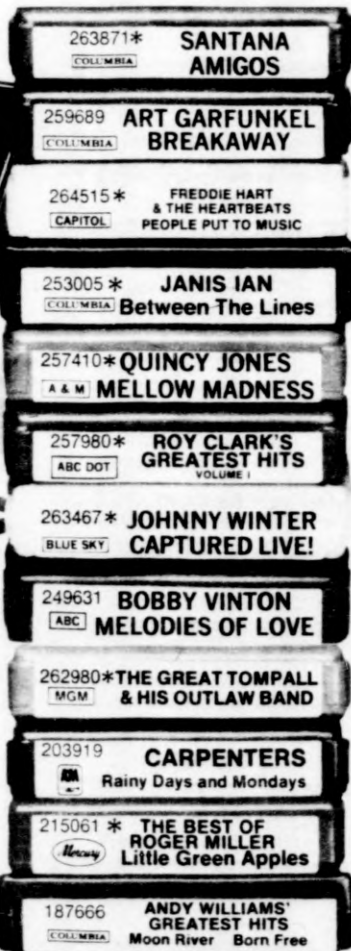 263871* SANTANA
COLUMBIA AMIGOS
259689 ART GARFUNKEL
COLUMBIA BREAKAWAY
264515* FREDDIE HART
& THE HEARTBEATS
CAPITOL PEOPLE PUT TO MUSIC
253005* JANIS IAN
COLUMBIA Between The Lines
257410* QUINCY JONES
A & M MELLOW MADNESS
257980* ROY CLARK'S
ABC DOT GREATEST HITS
VOLUME I
263467* JOHNNY WINTER
BLUE SKY CAPTURED LIVE!
249631 BOBBY VINTON
ABC MELODIES OF LOVE
262980* THE GREAT TOMPALL
MGM & HIS OUTLAW BAND
203919 CARPENTERS
A&M Rainy Days and Mondays
215061 * THE BEST OF
ROGER MILLER
Mercury Little Green Apples
187666 ANDY WILLIAMS'
GREATEST HITS
COLUMBIA Moon River Born Free